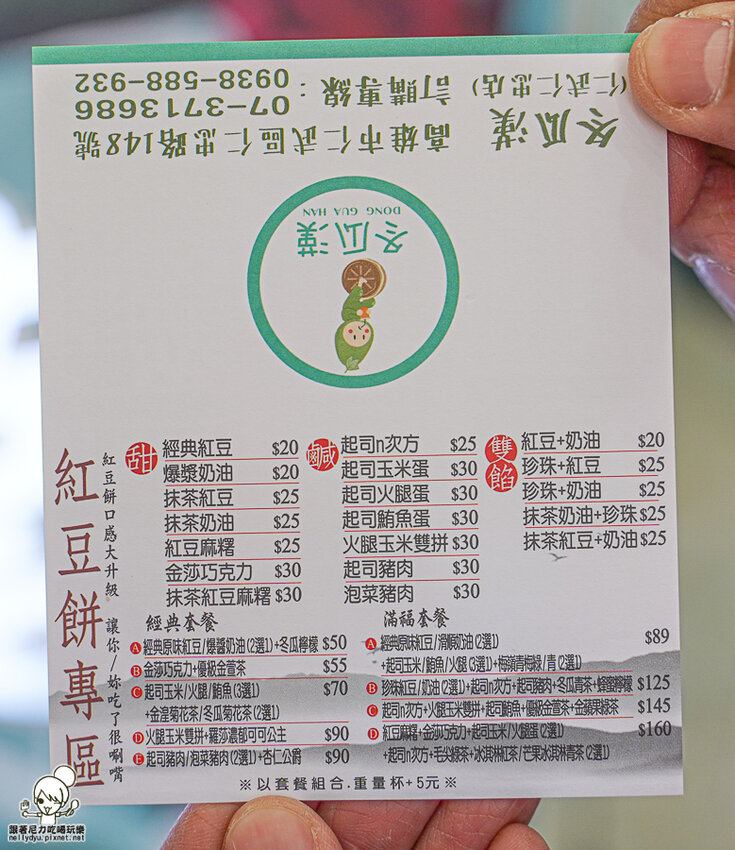 冬瓜漢 高雄市仁武區仁忠路148號
07-3713686
(仁武仁忠店) 訂購專線：0938-588-932
冬瓜漢
DONG GUA HAN
紅豆餅專區
紅豆餅口感大升級 讓你/妳吃了很唰嘴
甜
經典紅豆 $20
爆漿奶油 $20
抹茶紅豆 $25
抹茶奶油 $25
紅豆麻糬 $25
金莎巧克力 $30
抹茶紅豆麻糬 $30
鹹
起司n次方 $25
起司玉米蛋 $30
起司火腿蛋 $30
起司鮪魚蛋 $30
火腿玉米雙拼 $30
起司豬肉 $30
泡菜豬肉 $30
雙餡
紅豆+奶油 $20
珍珠+紅豆 $25
珍珠+奶油 $25
抹茶奶油+珍珠 $25
抹茶紅豆+奶油 $25
經典套餐
A 經典原味紅豆/爆醬奶油(2選1)+冬瓜檸檬 $50
B 金莎巧克力+優級金萱茶 $55
C 起司玉米/火腿/鮪魚(3選1) $70
+金湟菊花茶/冬瓜菊花茶(2選1)
D 火腿玉米雙拼+羅莎濃郁可可公主 $90
E 起司豬肉/泡菜豬肉(2選1)+杏仁公爵 $90
滿福套餐
A 經典原味紅豆/滑順奶油(2選1) $89
+起司玉米/鮪魚/火腿(3選1)+梅嶺青梅綠/青(2選1)
B 珍珠紅豆/奶油(2選1)+起司n次方+起司豬肉+冬瓜青茶+蜂蜜檸檬 $125
C 起司n次方+火腿玉米雙拼+起司鮪魚+優級金萱茶+金蘋果綠茶 $145
D 紅豆麻糬+金莎巧克力+起司玉米/火腿蛋(2選1) $160
+起司n次方+毛尖綠茶+冰淇淋紅茶/芒果冰淇淋青茶(2選1)
※以套餐組合.重量杯+5元※
跟著尼力吃喝玩樂
nellydyu.pixnet.net